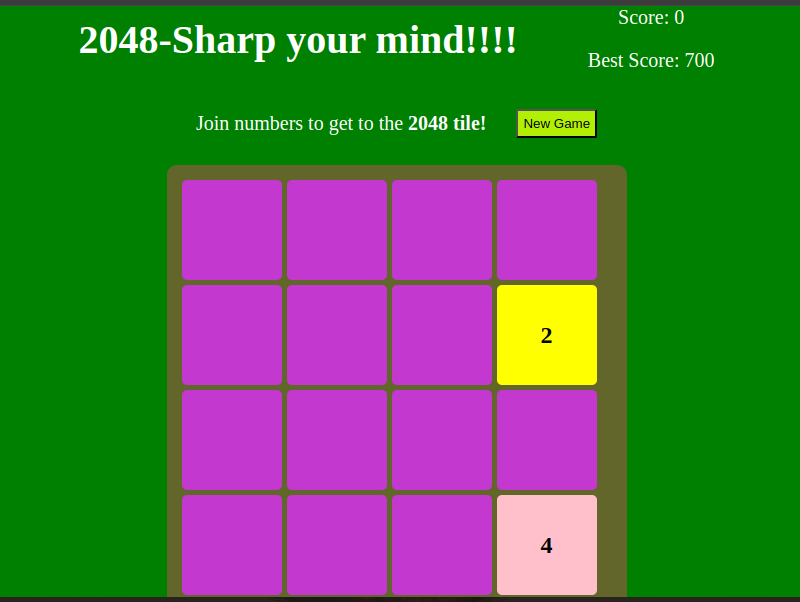 2048-Sharp your mind!!!!
Score: 0
Best Score: 700
Join numbers to get to the 2048 tile!
New Game
2
4